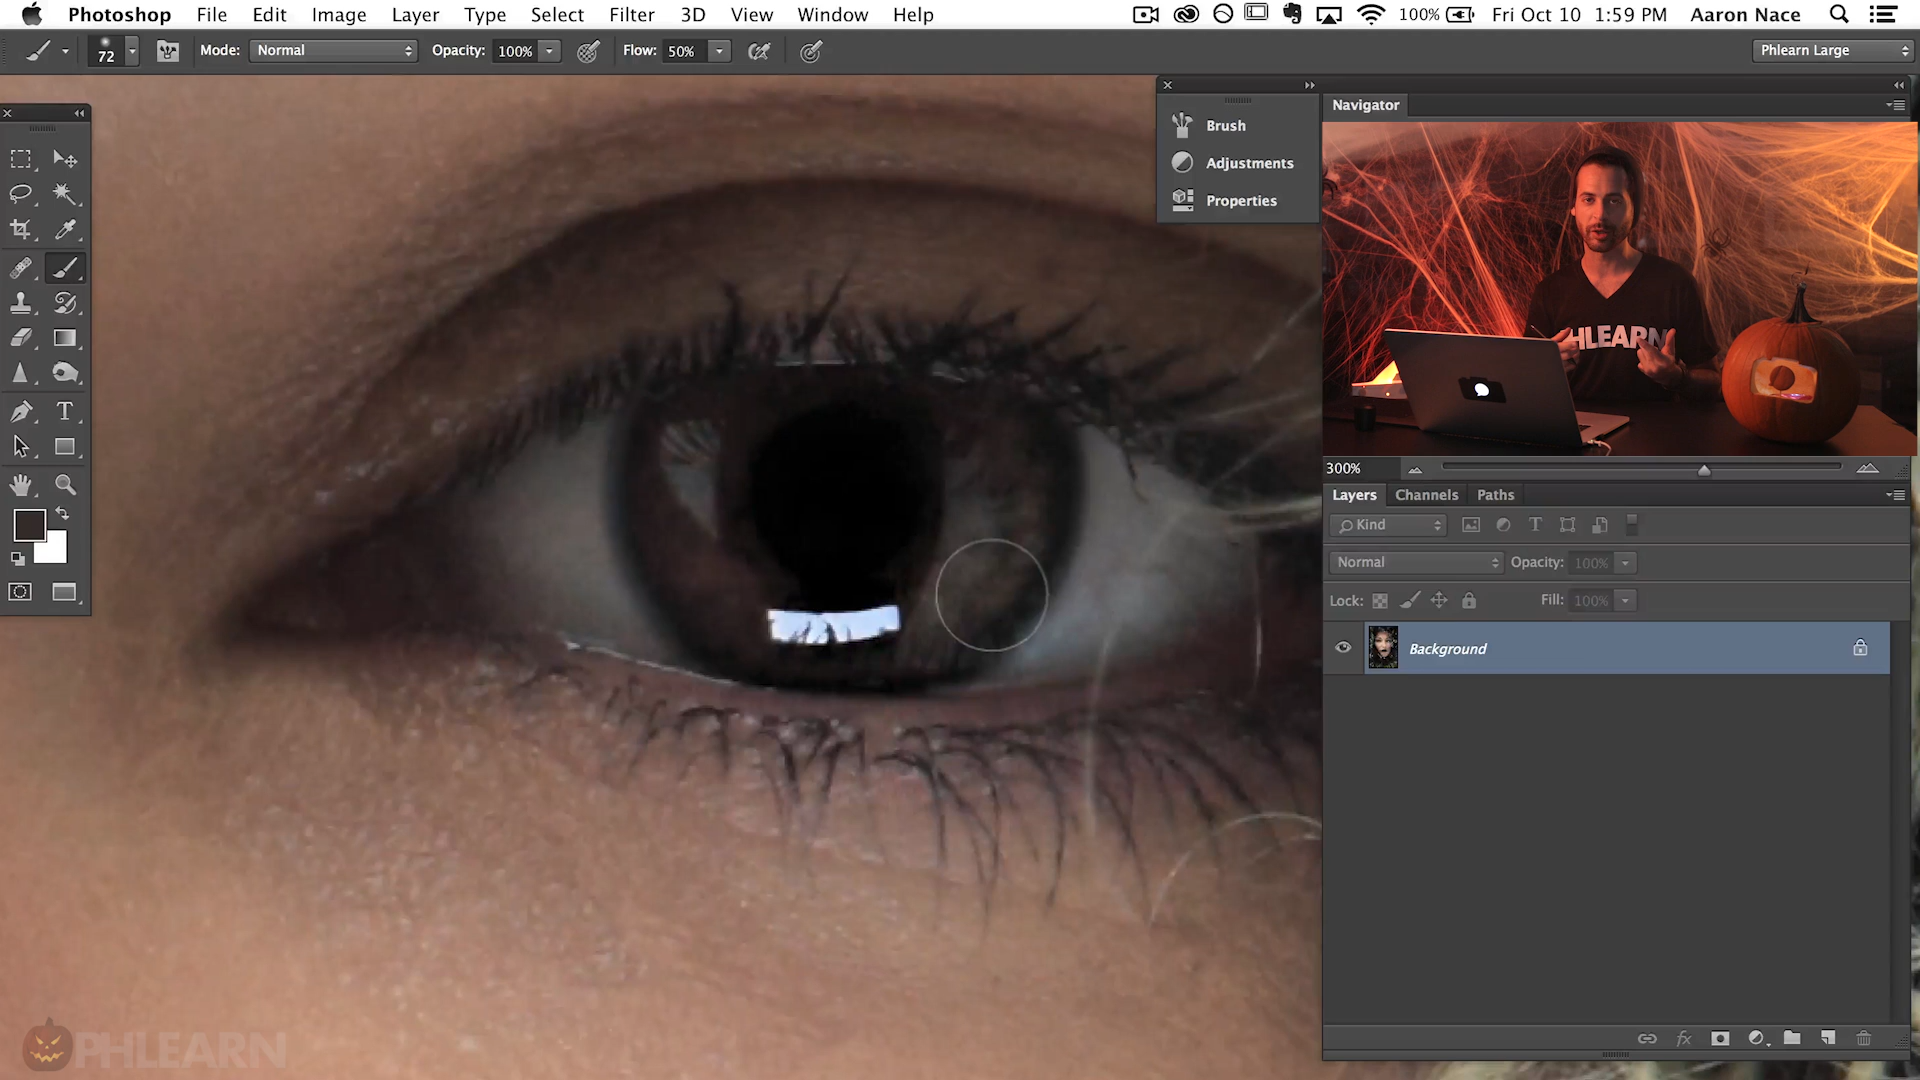 Photoshop File Edit Image Layer Type Select Filter 3D View Window Help 100% Fri Oct 10 1:59 PM Aaron Nace
72 Mode: Normal Opacity: 100% Flow: 50% Phlearn Large
Brush
Adjustments
Properties
Navigator
PHLEARN
300%
Layers Channels Paths
Kind
Normal Opacity: 100%
Lock: Fill: 100%
Background
fx
PHLEARN